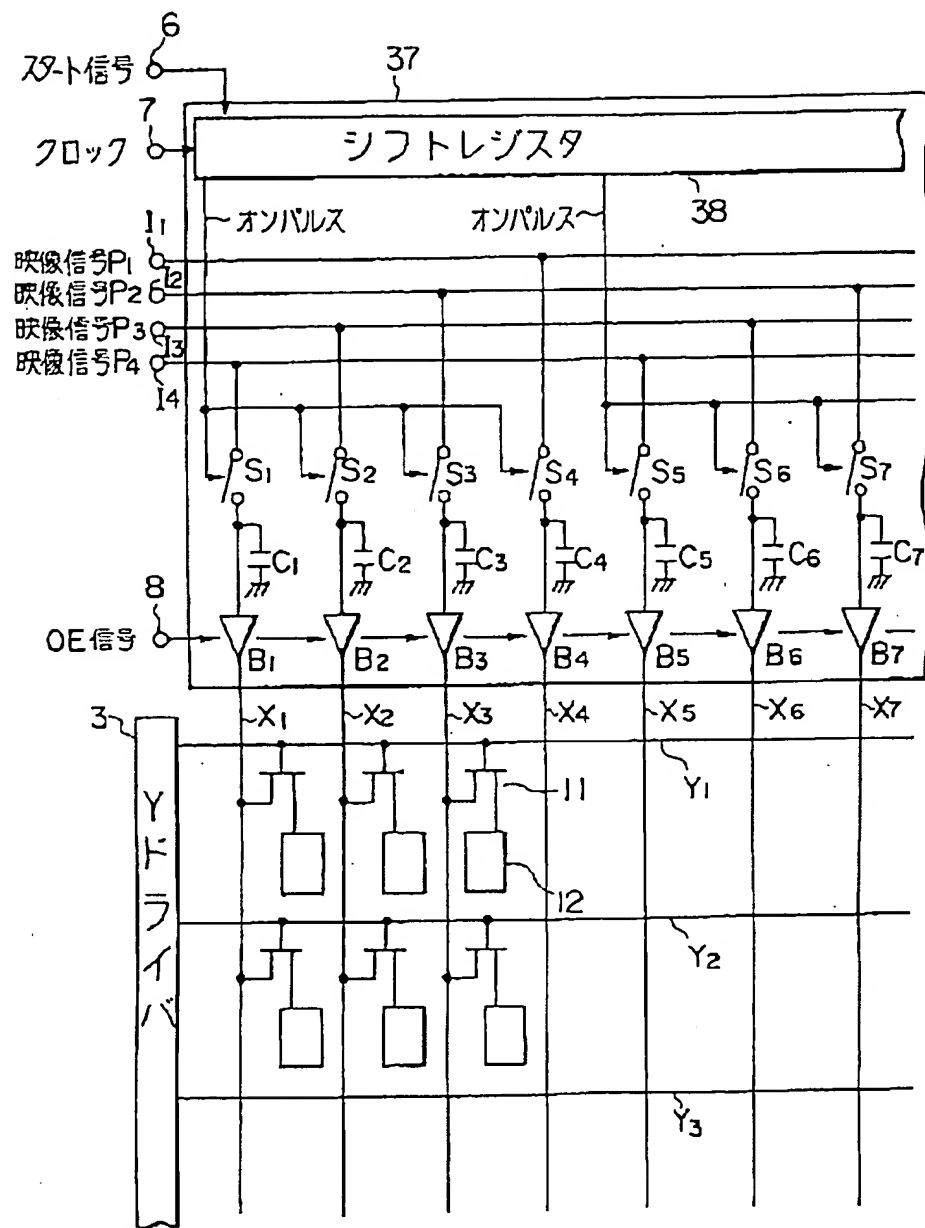 6
スタート信号
37
7
クロック
シフトレジスタ
38
オンパルス
オンパルス
I1
映像信号P1
I2
映像信号P2
映像信号P3
I3
映像信号P4
I4
S1
S2
S3
S4
S5
S6
S7
C1
C2
C3
C4
C5
C6
C7
8
OE信号
B1
B2
B3
B4
B5
B6
B7
3
X1
X2
X3
X4
X5
X6
X7
Y1
11
Yドライバ
12
Y2
Y3